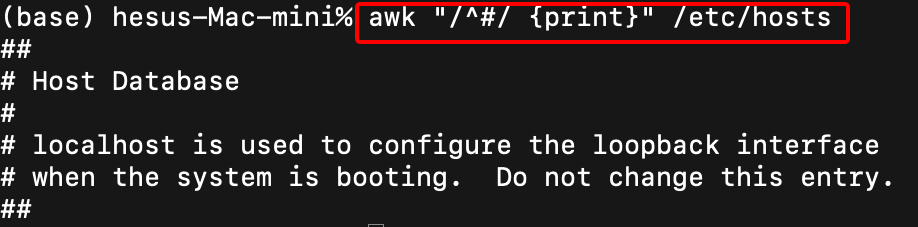 (base) hesus-Mac-mini% awk "/^#/ {print}" /etc/hosts
##
# Host Database
#
# localhost is used to configure the loopback interface
# when the system is booting.  Do not change this entry.
##